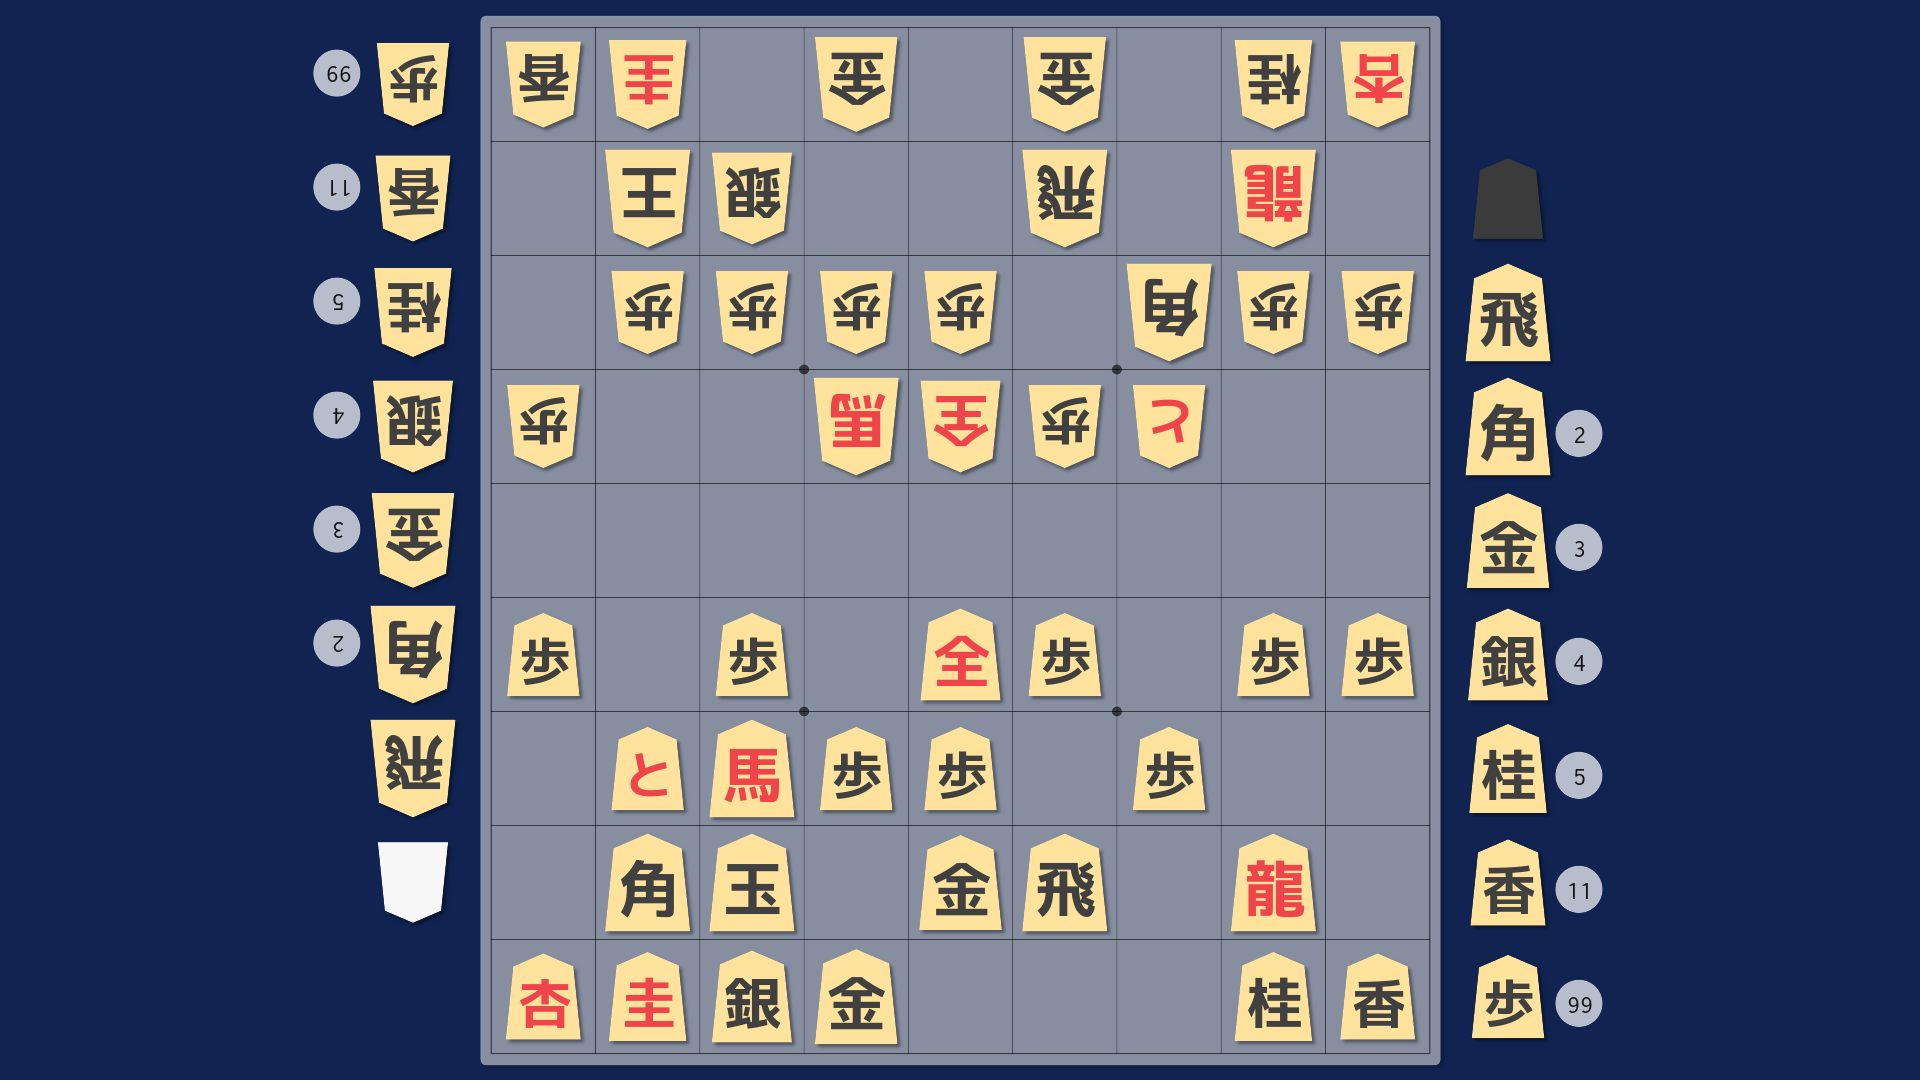 歩 香 圭 金 金 桂 杏
99
香 王 銀 飛 龍
11
桂 歩 歩 歩 歩 角 歩 歩 飛
5
銀 歩 馬 全 歩 と 角 2
4
金 金 3
3
角 歩 歩 全 歩 歩 歩 銀 4
2
飛 と 馬 歩 歩 歩 桂 5
角 玉 金 飛 龍 香 11
杏 圭 銀 金 桂 香 歩 99